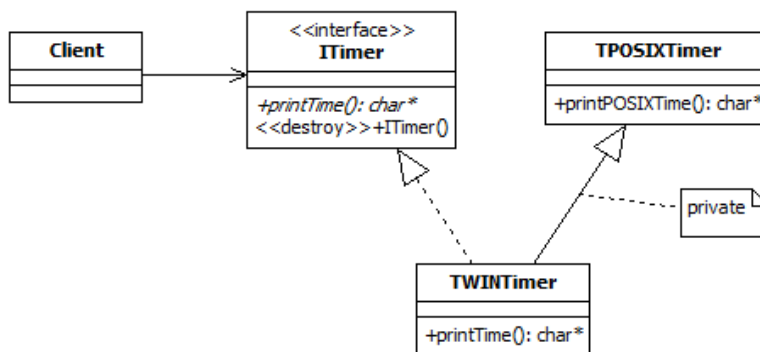 Client
<<interface>>
ITimer
+printTime(): char*
<<destroy>>+ITimer()
TPOSIXTimer
+printPOSIXTime(): char*
private
TWINTimer
+printTime(): char*